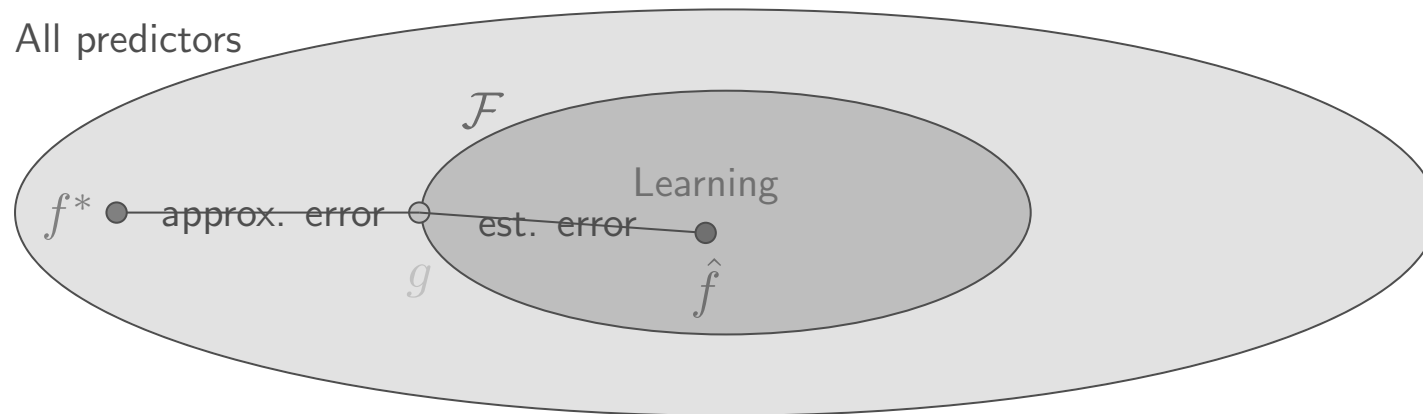 All predictors
ℱ
Learning
f* approx. error est. error
g
f̂